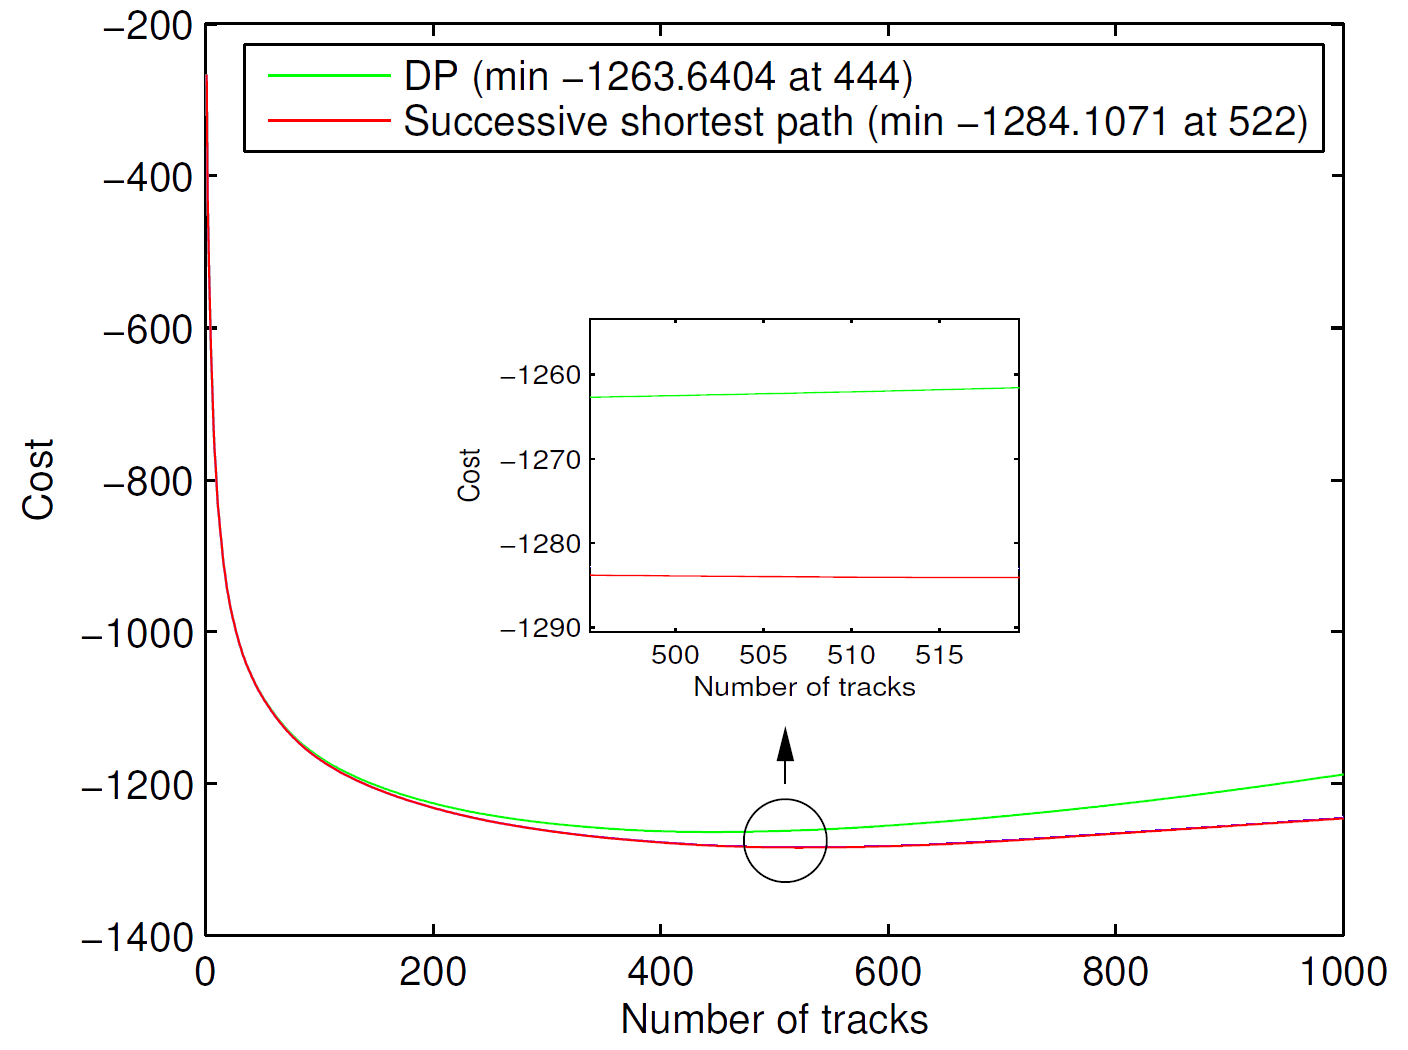 −200
−400
−600
−800
−1000
−1200
−1400
Cost
DP (min −1263.6404 at 444)
Successive shortest path (min −1284.1071 at 522)
−1260
−1270
−1280
−1290
Cost
500 505 510 515
Number of tracks
0 200 400 600 800 1000
Number of tracks